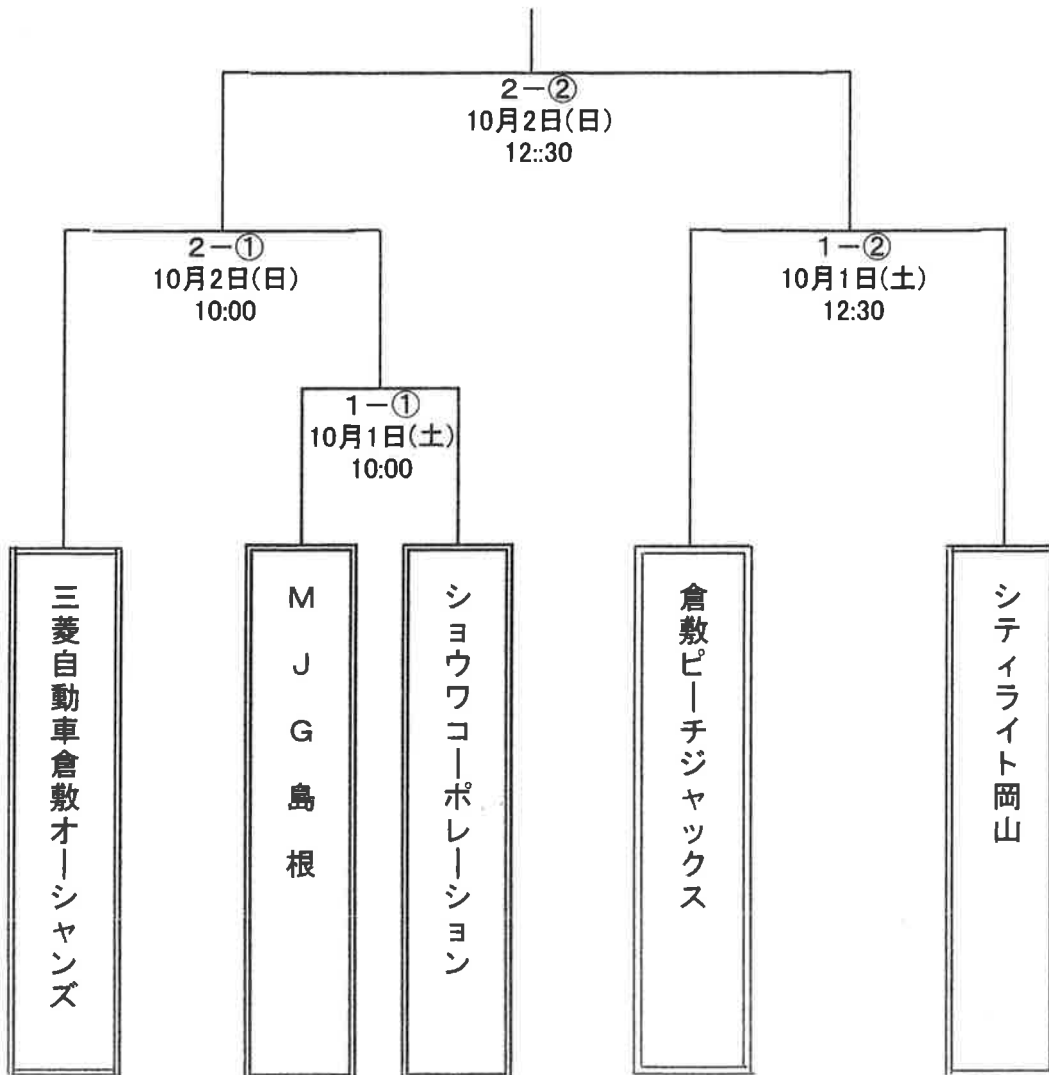 2－②
10月2日(日)
12::30
2－①
10月2日(日)
10:00
1－②
10月1日(土)
12:30
1－①
10月1日(土)
10:00
三菱自動車倉敷オーシャンズ
MJG島根
ショウワコーポレーション
倉敷ピーチジャックス
シティライト岡山